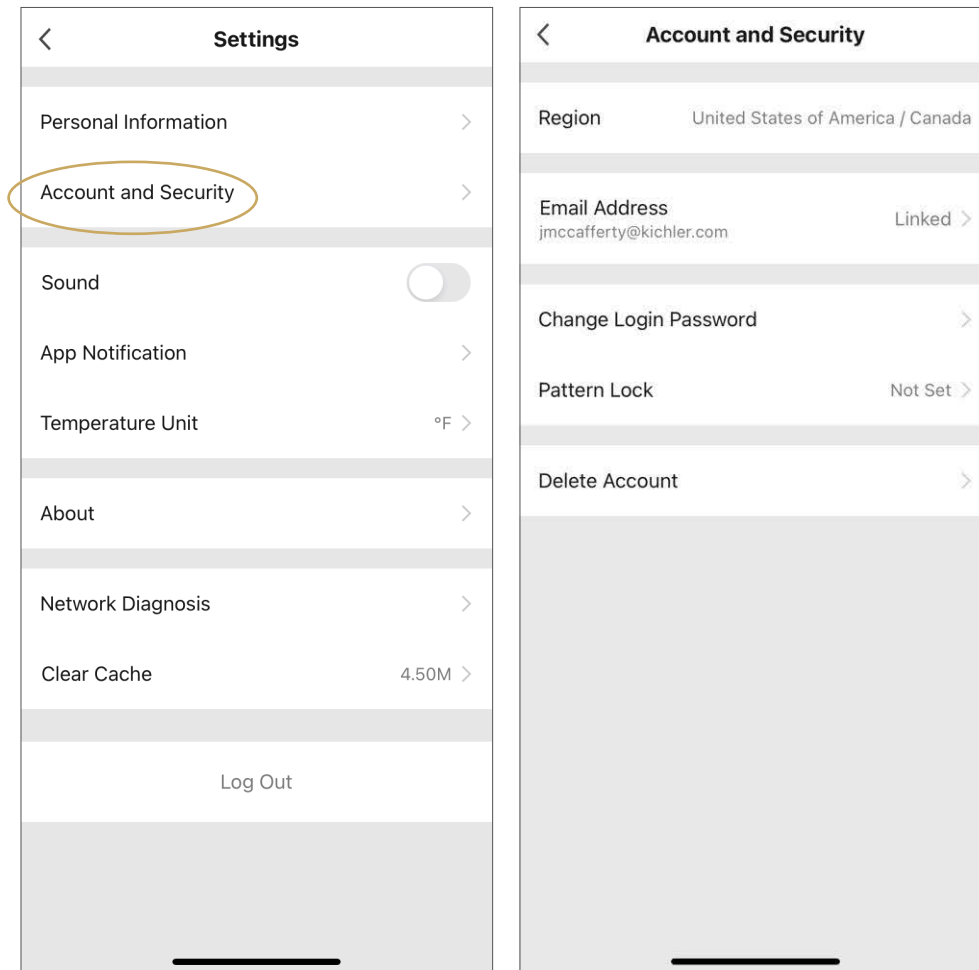 Settings
Personal Information
Account and Security
Sound
App Notification
Temperature Unit °F
About
Network Diagnosis
Clear Cache 4.50M
Log Out
Account and Security
Region United States of America / Canada
Email Address
jmccafferty@kichler.com
Linked
Change Login Password
Pattern Lock Not Set
Delete Account